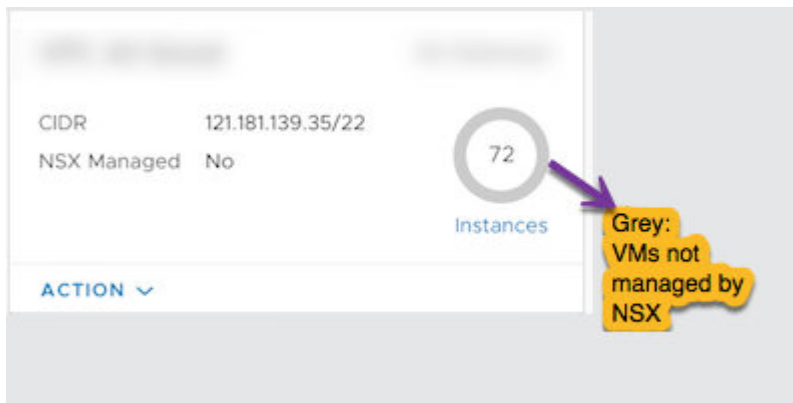 CIDR 121.181.139.35/22
NSX Managed No
72
Instances
ACTION
Grey:
VMs not
managed by
NSX